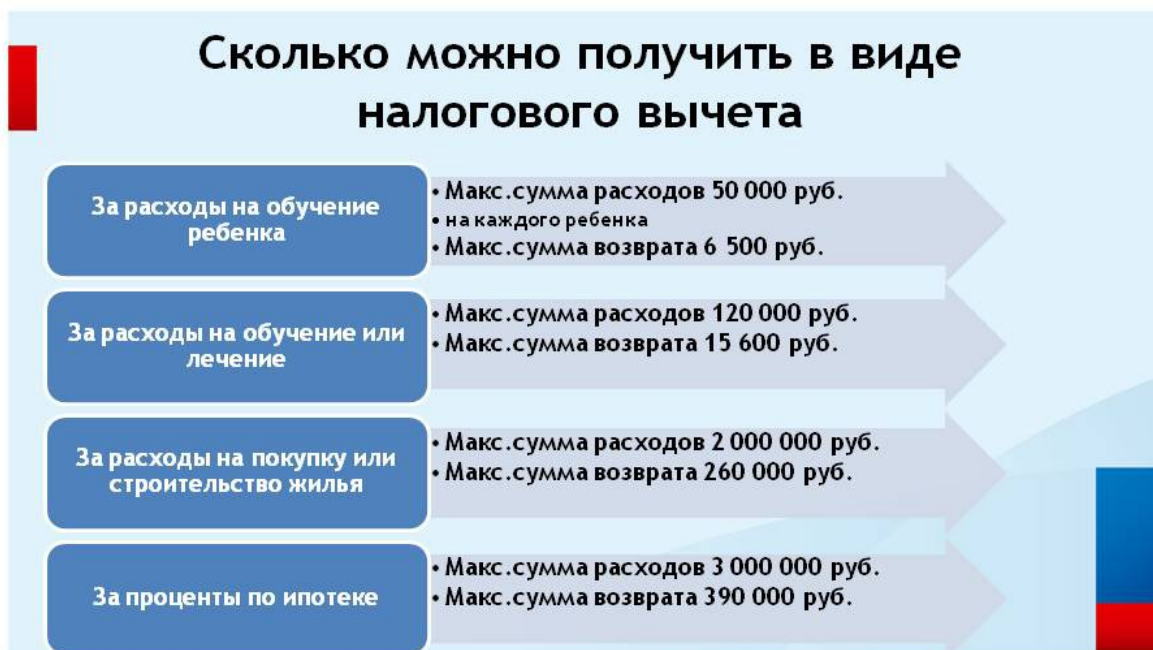 Сколько можно получить в виде
налогового вычета
За расходы на обучение
ребенка
• Макс.сумма расходов 50 000 руб.
• на каждого ребенка
• Макс.сумма возврата 6 500 руб.
За расходы на обучение или
лечение
• Макс.сумма расходов 120 000 руб.
• Макс.сумма возврата 15 600 руб.
За расходы на покупку или
строительство жилья
• Макс.сумма расходов 2 000 000 руб.
• Макс.сумма возврата 260 000 руб.
За проценты по ипотеке
• Макс.сумма расходов 3 000 000 руб.
• Макс.сумма возврата 390 000 руб.